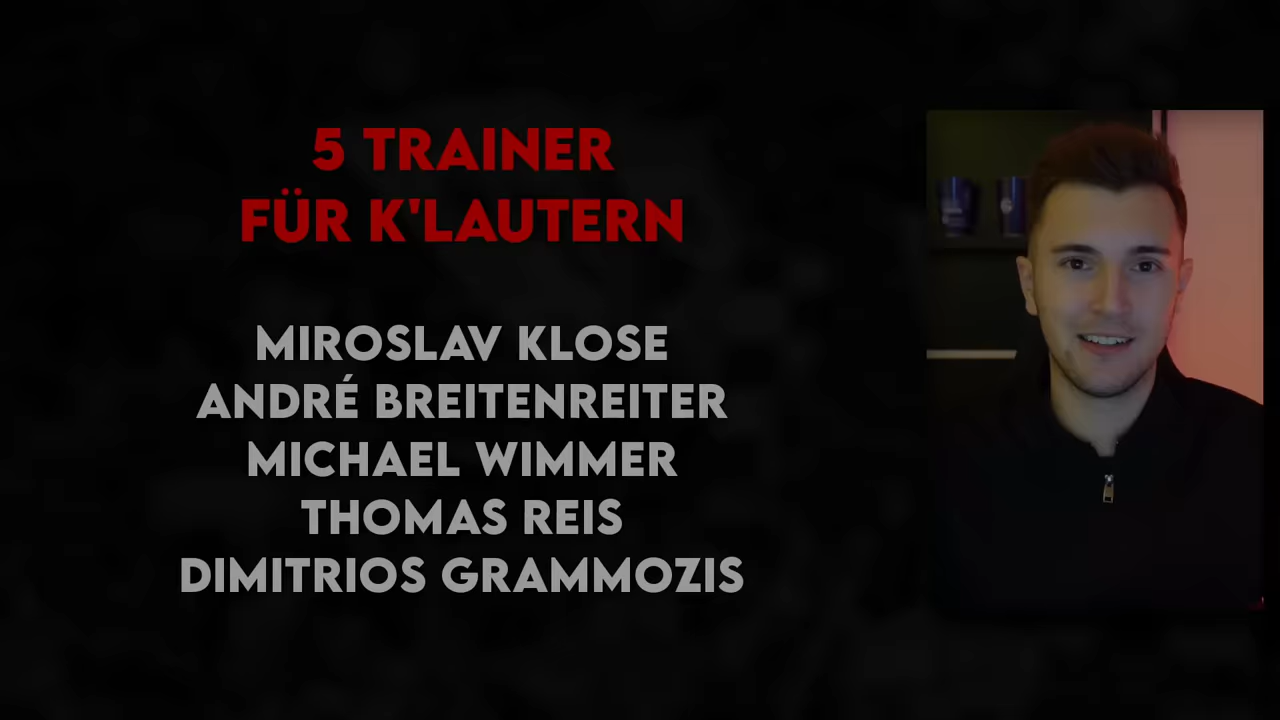 5 TRAINER
FÜR K'LAUTERN
MIROSLAV KLOSE
ANDRÉ BREITENREITER
MICHAEL WIMMER
THOMAS REIS
DIMITRIOS GRAMMOZIS